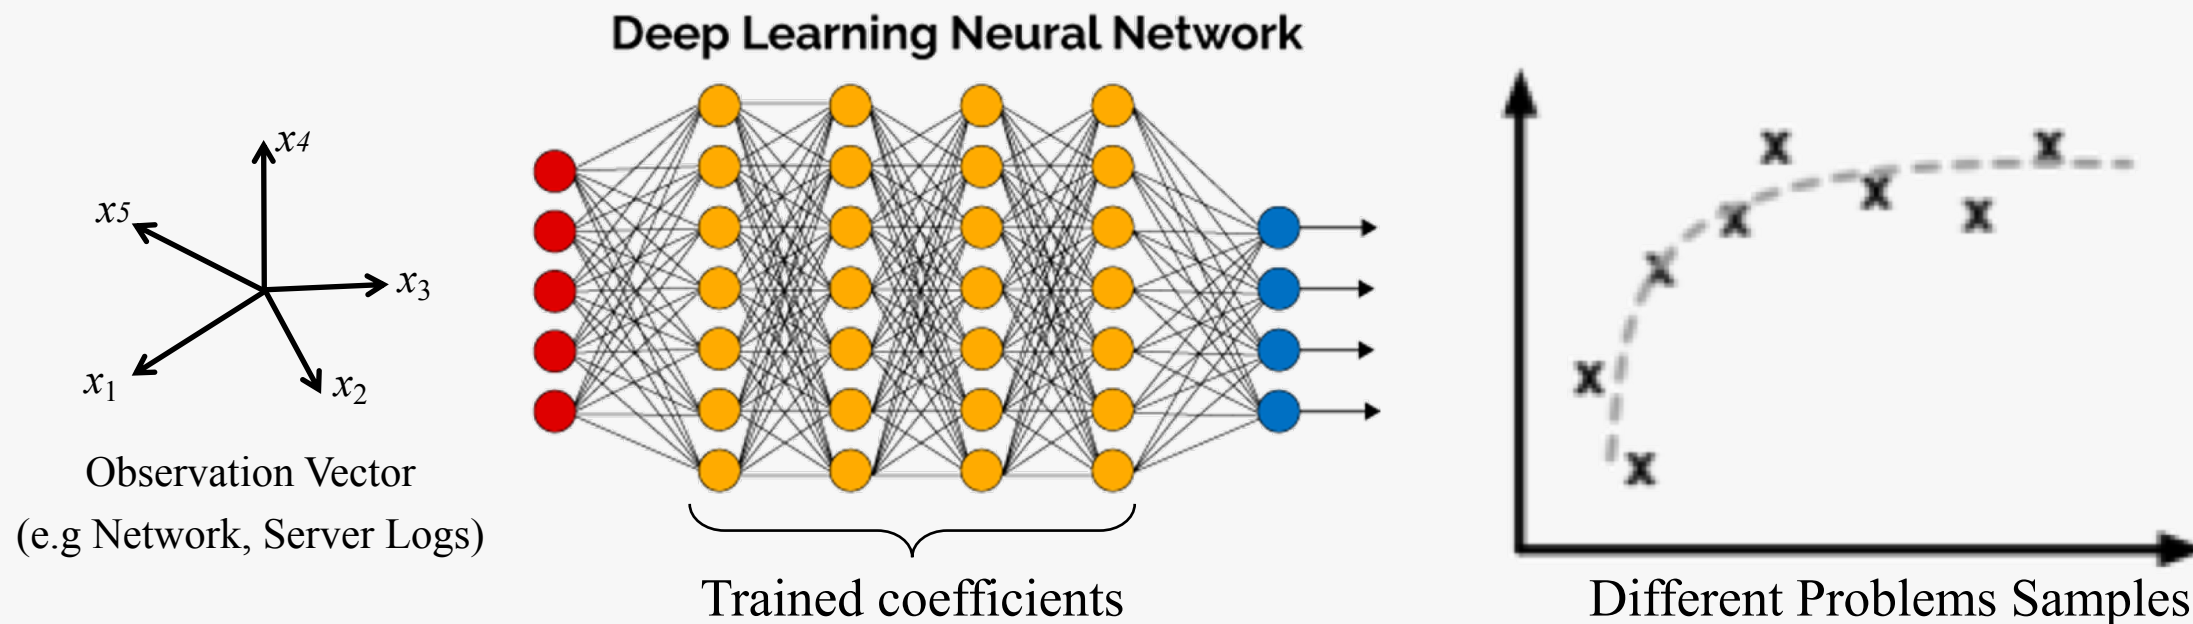 Deep Learning Neural Network
x4
x5
x3
x1
x2
Observation Vector
(e.g Network, Server Logs)
Trained coefficients
x
x
x
x
x
x
x
x
Different Problems Samples